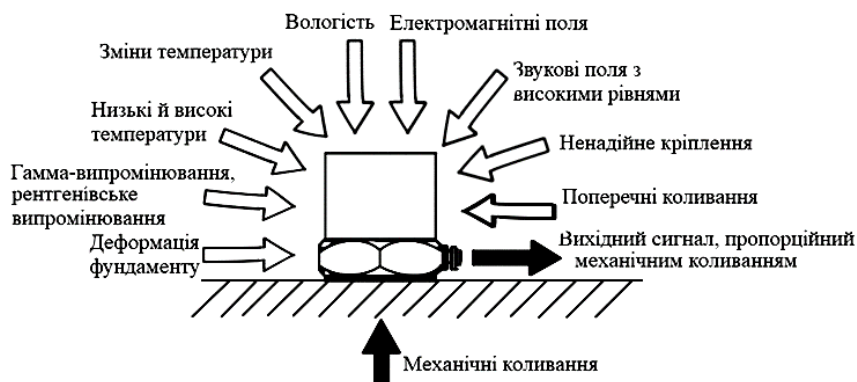 Вологість
Електромагнітні поля
Зміни температури
Звукові поля з
високими рівнями
Низькі й високі
температури
Ненадійне кріплення
Гамма-випромінювання,
рентгенівське
випромінювання
Поперечні коливання
Деформація
фундаменту
Вихідний сигнал, пропорційний
механічним коливанням
Механічні коливання